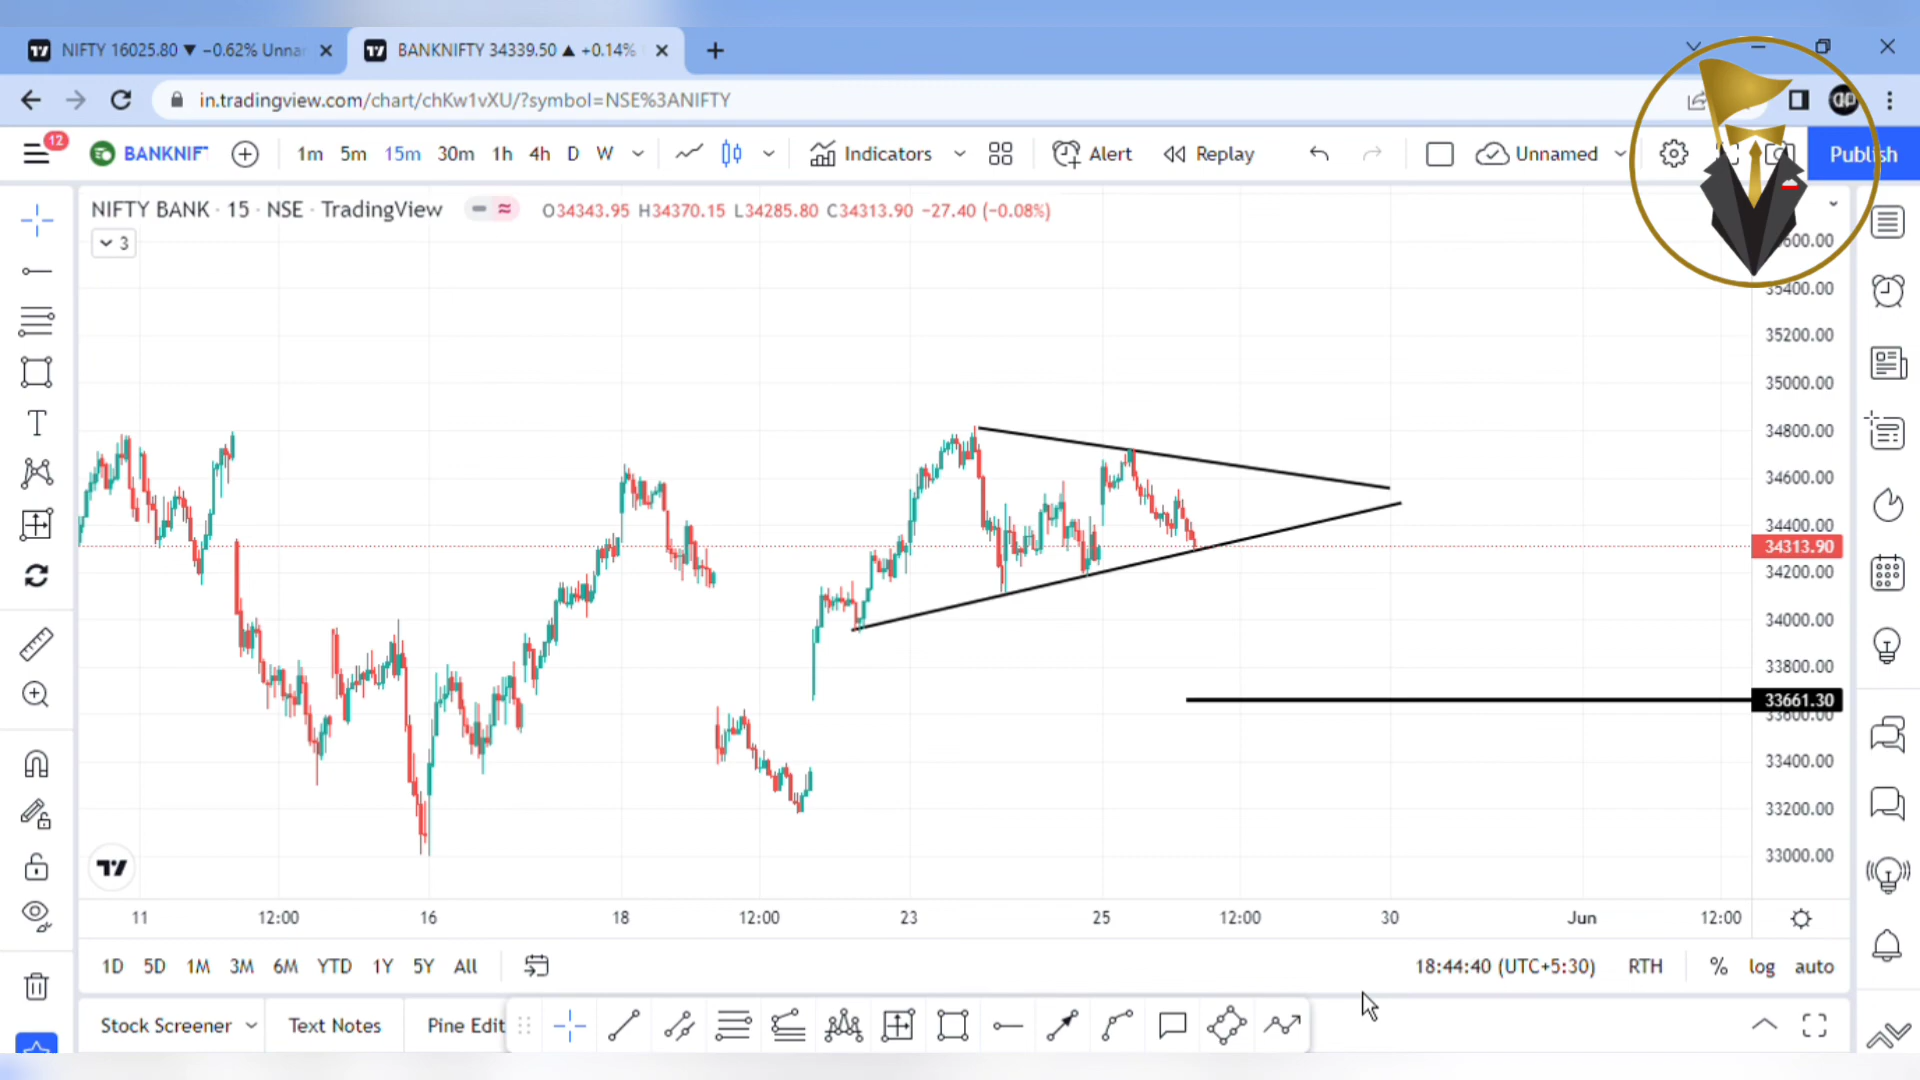 NIFTY 16025.80 ▼ −0.62% Unna
BANKNIFTY 34339.50 ▲ +0.14%
in.tradingview.com/chart/chKw1vXU/?symbol=NSE%3ANIFTY
12
BANKNIF
1m 5m 15m 30m 1h 4h D W
Indicators
Alert
Replay
Unnamed
Publish
NIFTY BANK · 15 · NSE · TradingView
O34343.95 H34370.15 L34285.80 C34313.90 −27.40 (−0.08%)
3
35400.00
35200.00
35000.00
34800.00
34600.00
34400.00
34313.90
34200.00
34000.00
33800.00
33661.30
33600.00
33400.00
33200.00
33000.00
11 12:00 16 18 12:00 23 25 12:00 30 Jun 12:00
1D 5D 1M 3M 6M YTD 1Y 5Y All
18:44:40 (UTC+5:30) RTH % log auto
Stock Screener Text Notes Pine Edit